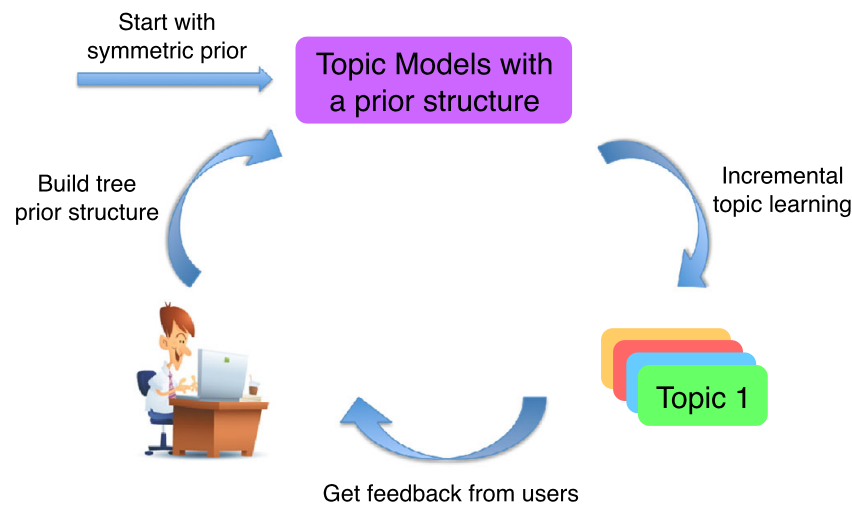 Start with
symmetric prior
Topic Models with
a prior structure
Build tree
prior structure
Incremental
topic learning
Topic 1
Get feedback from users